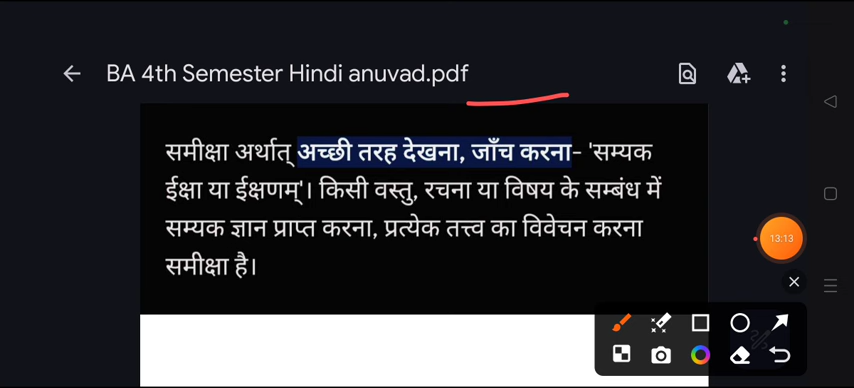 BA 4th Semester Hindi anuvad.pdf
समीक्षा अर्थात् अच्छी तरह देखना, जाँच करना- 'सम्यक
ईक्षा या ईक्षणम्'। किसी वस्तु, रचना या विषय के सम्बंध में
सम्यक ज्ञान प्राप्त करना, प्रत्येक तत्त्व का विवेचन करना
समीक्षा है।
13:13